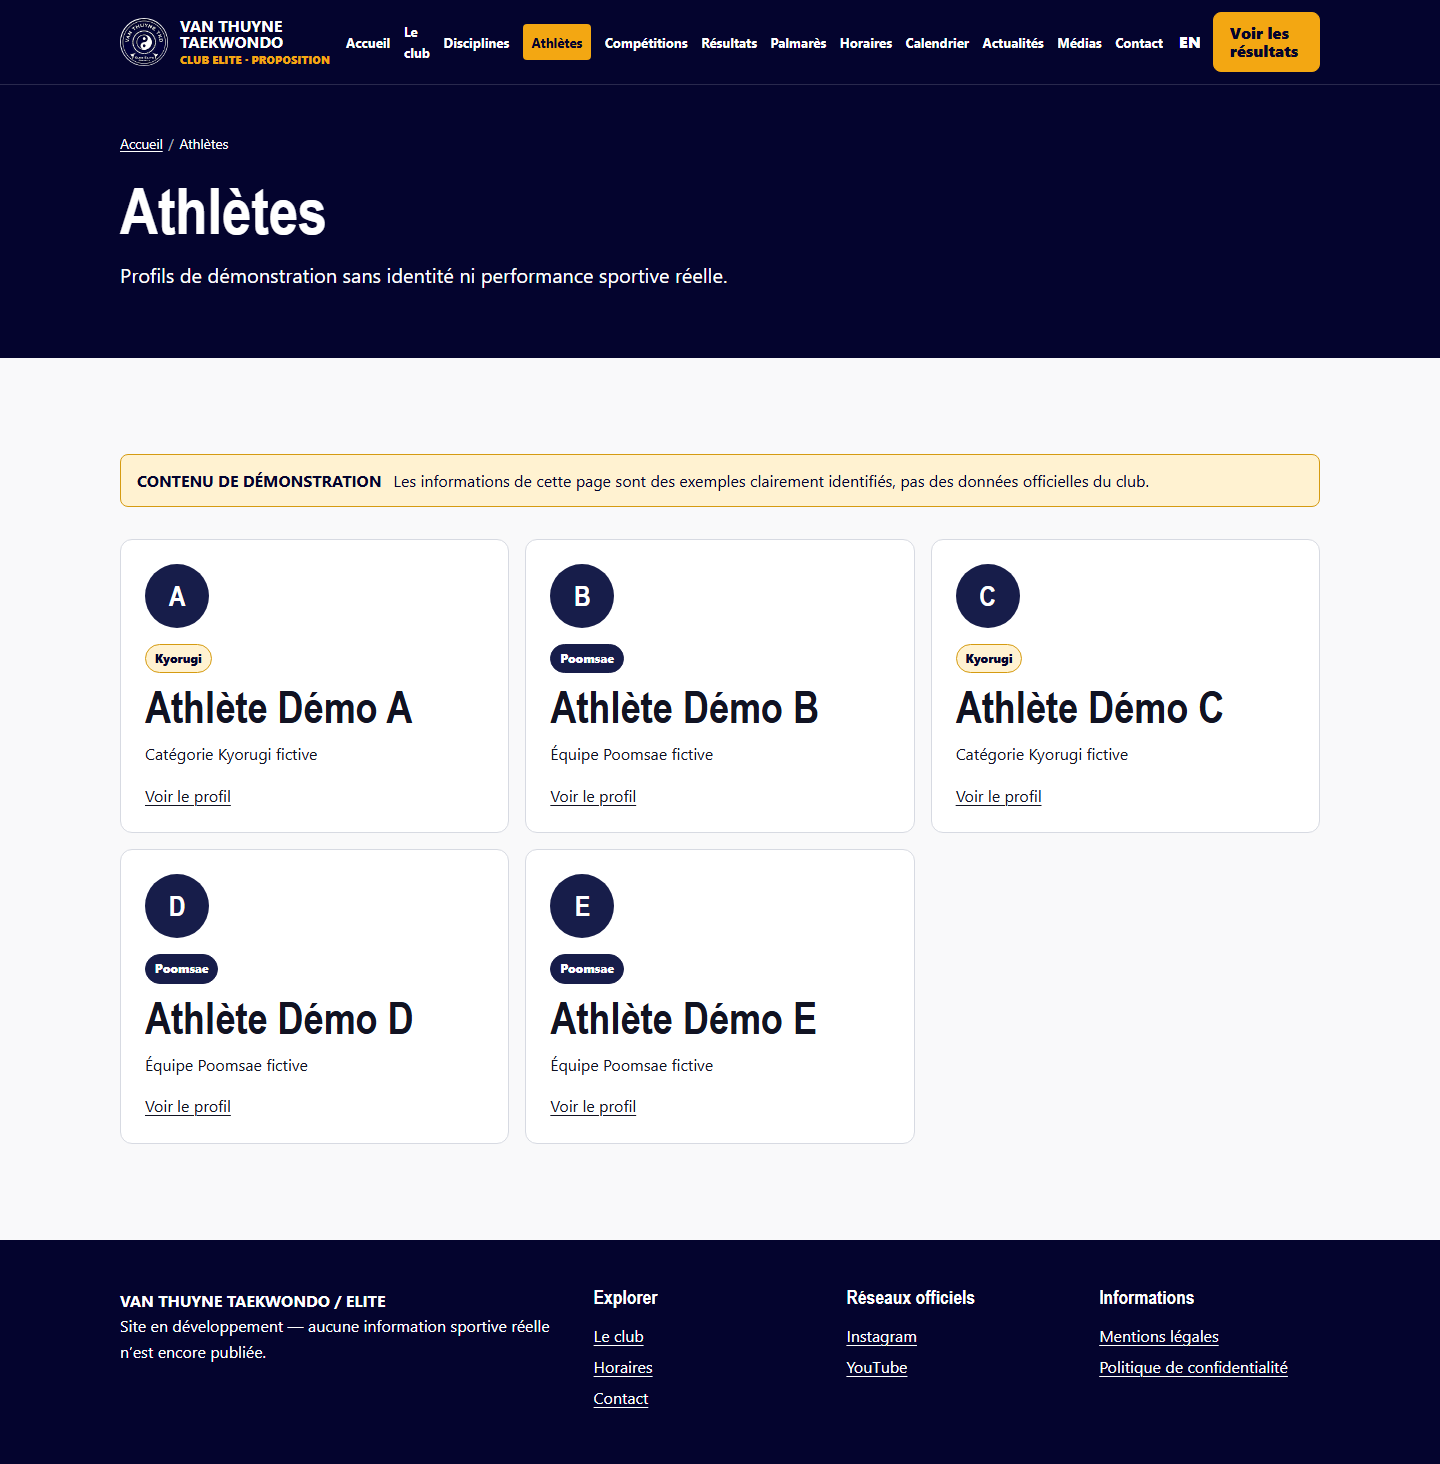 VAN THUYNE
TAEKWONDO
CLUB ELITE · PROPOSITION
Accueil
Le
club
Disciplines
Athlètes
Compétitions
Résultats
Palmarès
Horaires
Calendrier
Actualités
Médias
Contact
EN
Voir les
résultats
Accueil / Athlètes
Athlètes
Profils de démonstration sans identité ni performance sportive réelle.
CONTENU DE DÉMONSTRATION Les informations de cette page sont des exemples clairement identifiés, pas des données officielles du club.
A
Kyorugi
Athlète Démo A
Catégorie Kyorugi fictive
Voir le profil
B
Poomsae
Athlète Démo B
Équipe Poomsae fictive
Voir le profil
C
Kyorugi
Athlète Démo C
Catégorie Kyorugi fictive
Voir le profil
D
Poomsae
Athlète Démo D
Équipe Poomsae fictive
Voir le profil
E
Poomsae
Athlète Démo E
Équipe Poomsae fictive
Voir le profil
VAN THUYNE TAEKWONDO / ELITE
Site en développement — aucune information sportive réelle
n’est encore publiée.
Explorer
Le club
Horaires
Contact
Réseaux officiels
Instagram
YouTube
Informations
Mentions légales
Politique de confidentialité